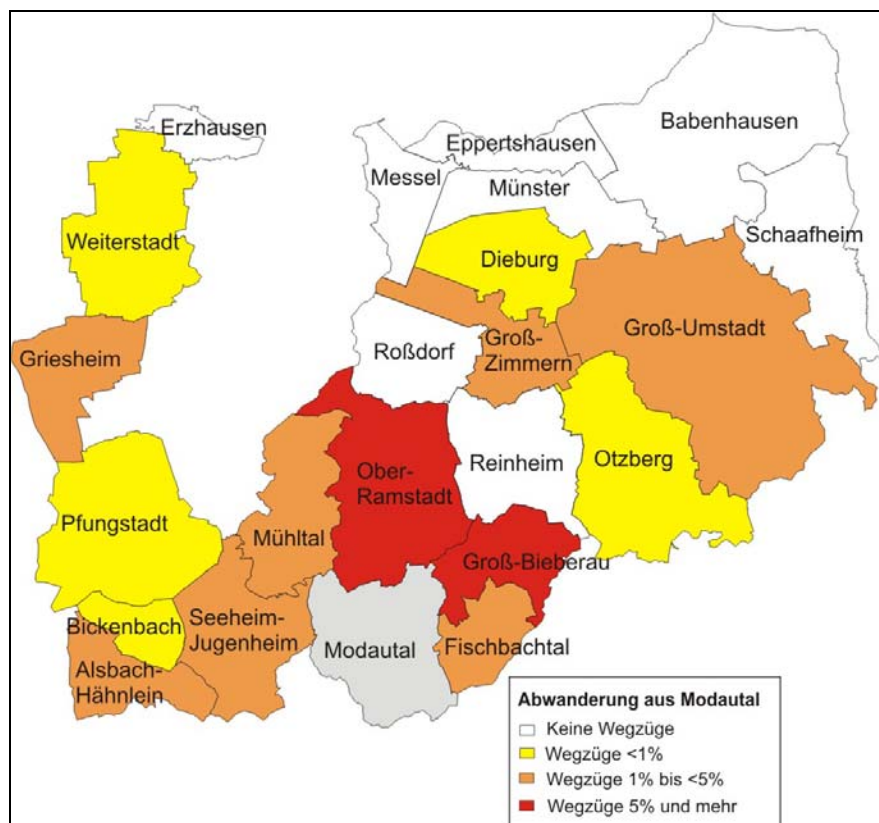 Erzhausen
Babenhausen
Eppertshausen
Messel
Münster
Schaafheim
Weiterstadt
Dieburg
Groß-Umstadt
Griesheim
Roßdorf
Groß-
Zimmern
Ober-
Ramstadt
Reinheim
Otzberg
Pfungstadt
Mühltal
Groß-Bieberau
Bickenbach
Seeheim-
Jugenheim
Modautal
Fischbachtal
Alsbach-
Hähnlein
Abwanderung aus Modautal
Keine Wegzüge
Wegzüge <1%
Wegzüge 1% bis <5%
Wegzüge 5% und mehr